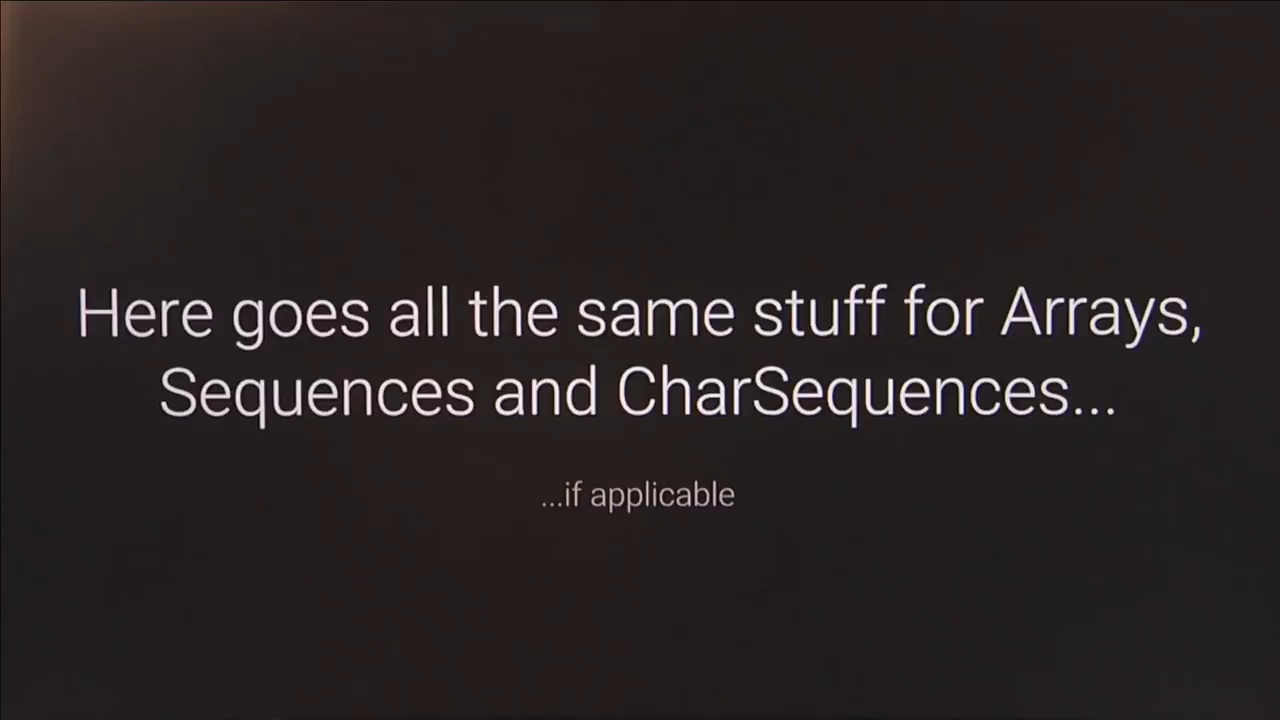 Here goes all the same stuff for Arrays,
Sequences and CharSequences...
...if applicable